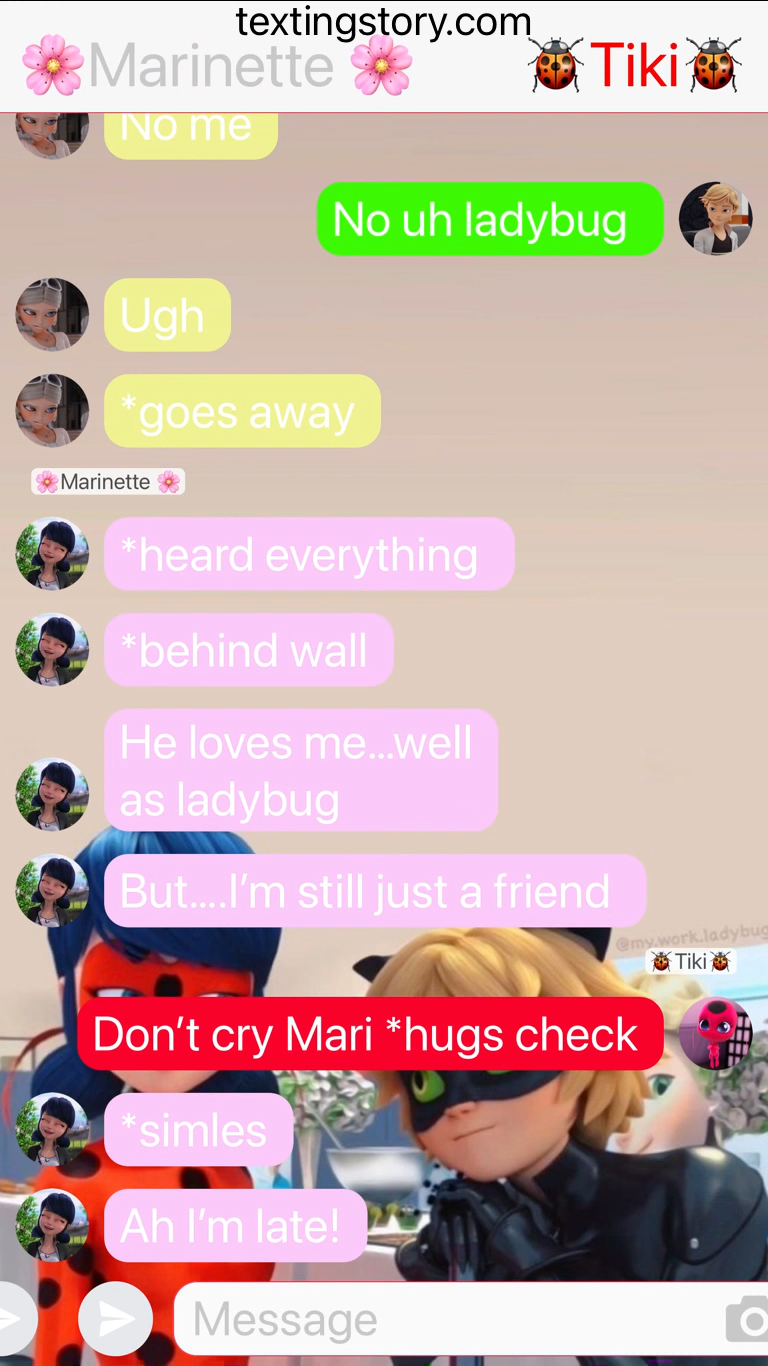 textingstory.com
🌸Marinette 🌸
🐞Tiki🐞
No me
No uh ladybug
Ugh
*goes away
🌸Marinette 🌸
*heard everything
*behind wall
He loves me...well
as ladybug
But....I'm still just a friend
@my.work.ladybug
🐞Tiki🐞
Don't cry Mari *hugs check
*simles
Ah I'm late!
Message